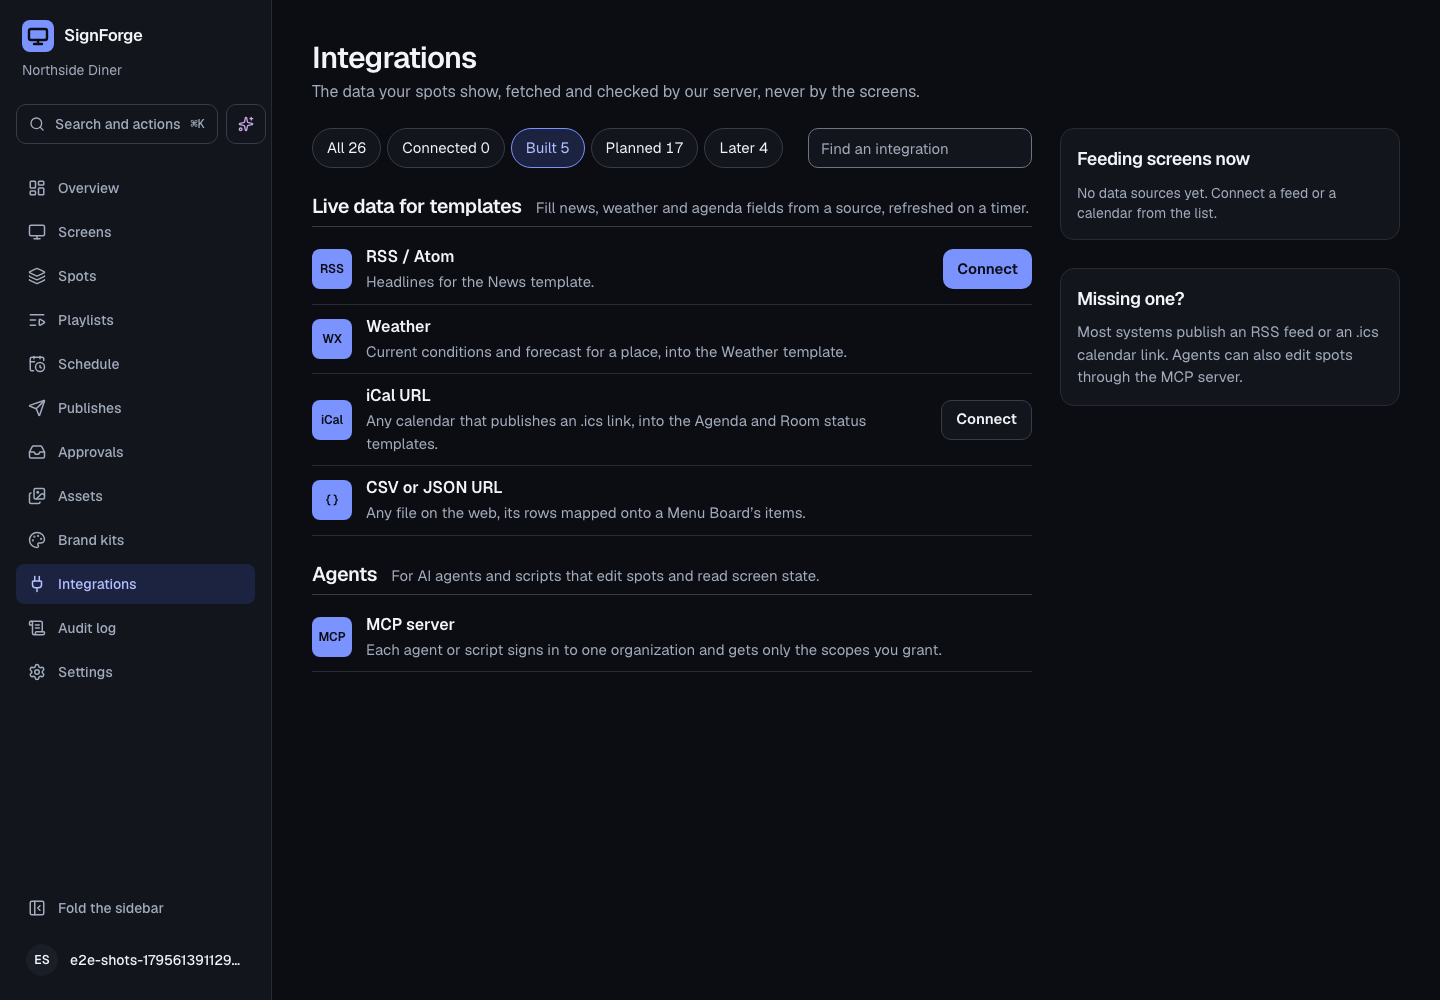 SignForge
Northside Diner
Search and actions ⌘K
Overview
Screens
Spots
Playlists
Schedule
Publishes
Approvals
Assets
Brand kits
Integrations
Audit log
Settings
Fold the sidebar
ES e2e-shots-179561391129…
Integrations
The data your spots show, fetched and checked by our server, never by the screens.
All 26 Connected 0 Built 5 Planned 17 Later 4 Find an integration
Live data for templates Fill news, weather and agenda fields from a source, refreshed on a timer.
RSS RSS / Atom
Headlines for the News template.
Connect
WX Weather
Current conditions and forecast for a place, into the Weather template.
iCal iCal URL
Any calendar that publishes an .ics link, into the Agenda and Room status
templates.
Connect
{} CSV or JSON URL
Any file on the web, its rows mapped onto a Menu Board’s items.
Agents For AI agents and scripts that edit spots and read screen state.
MCP MCP server
Each agent or script signs in to one organization and gets only the scopes you grant.
Feeding screens now
No data sources yet. Connect a feed or a
calendar from the list.
Missing one?
Most systems publish an RSS feed or an .ics
calendar link. Agents can also edit spots
through the MCP server.